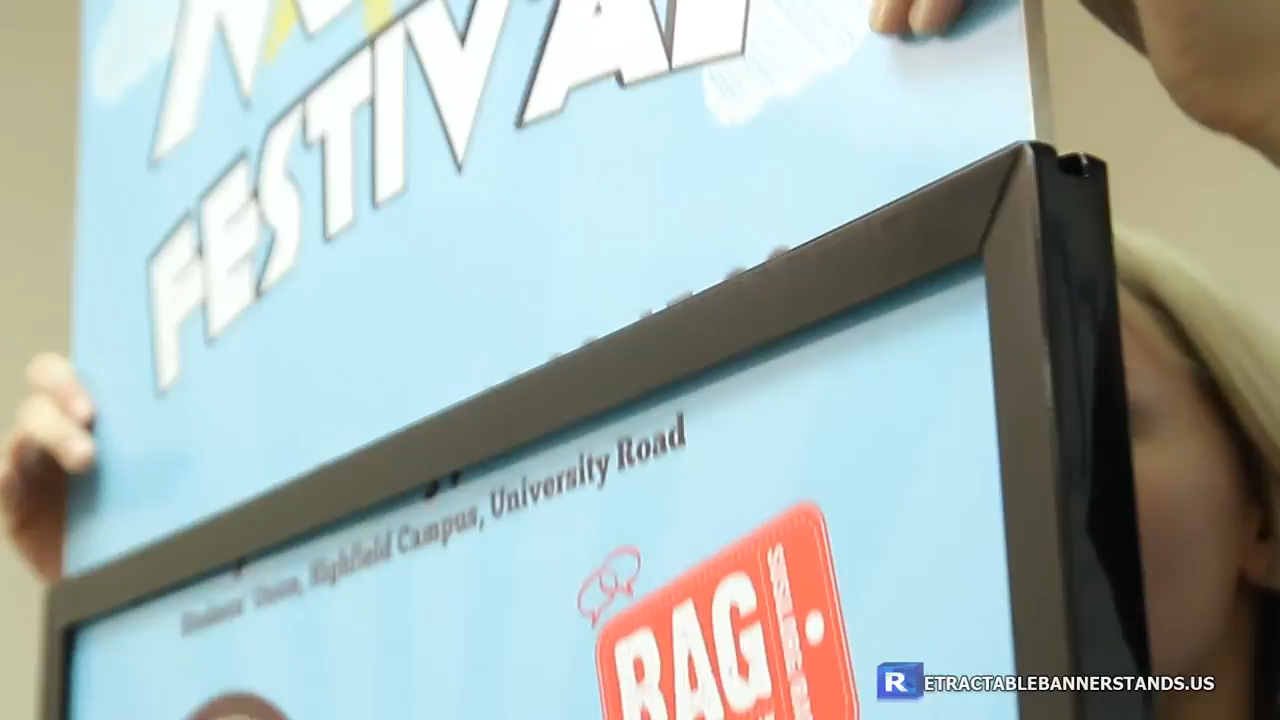 FESTIVAL
Students' Union, Highfield Campus, University Road
RAG
RETRACTABLEBANNERSTANDS.US